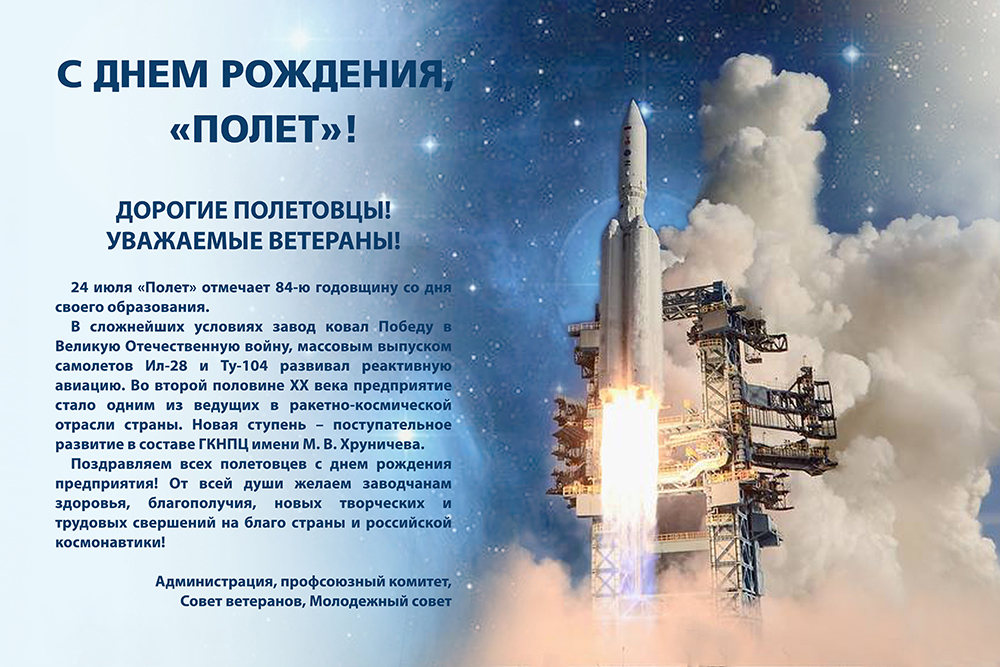 С ДНЕМ РОЖДЕНИЯ,
«ПОЛЕТ»!
ДОРОГИЕ ПОЛЕТОВЦЫ!
УВАЖАЕМЫЕ ВЕТЕРАНЫ!
24 июля «Полет» отмечает 84-ю годовщину со дня
своего образования.
В сложнейших условиях завод ковал Победу в
Великую Отечественную войну, массовым выпуском
самолетов Ил-28 и Ту-104 развивал реактивную
авиацию. Во второй половине XX века предприятие
стало одним из ведущих в ракетно-космической
отрасли страны. Новая ступень – поступательное
развитие в составе ГКНПЦ имени М. В. Хруничева.
Поздравляем всех полетовцев с днем рождения
предприятия! От всей души желаем заводчанам
здоровья, благополучия, новых творческих и
трудовых свершений на благо страны и российской
космонавтики!
Администрация, профсоюзный комитет,
Совет ветеранов, Молодежный совет